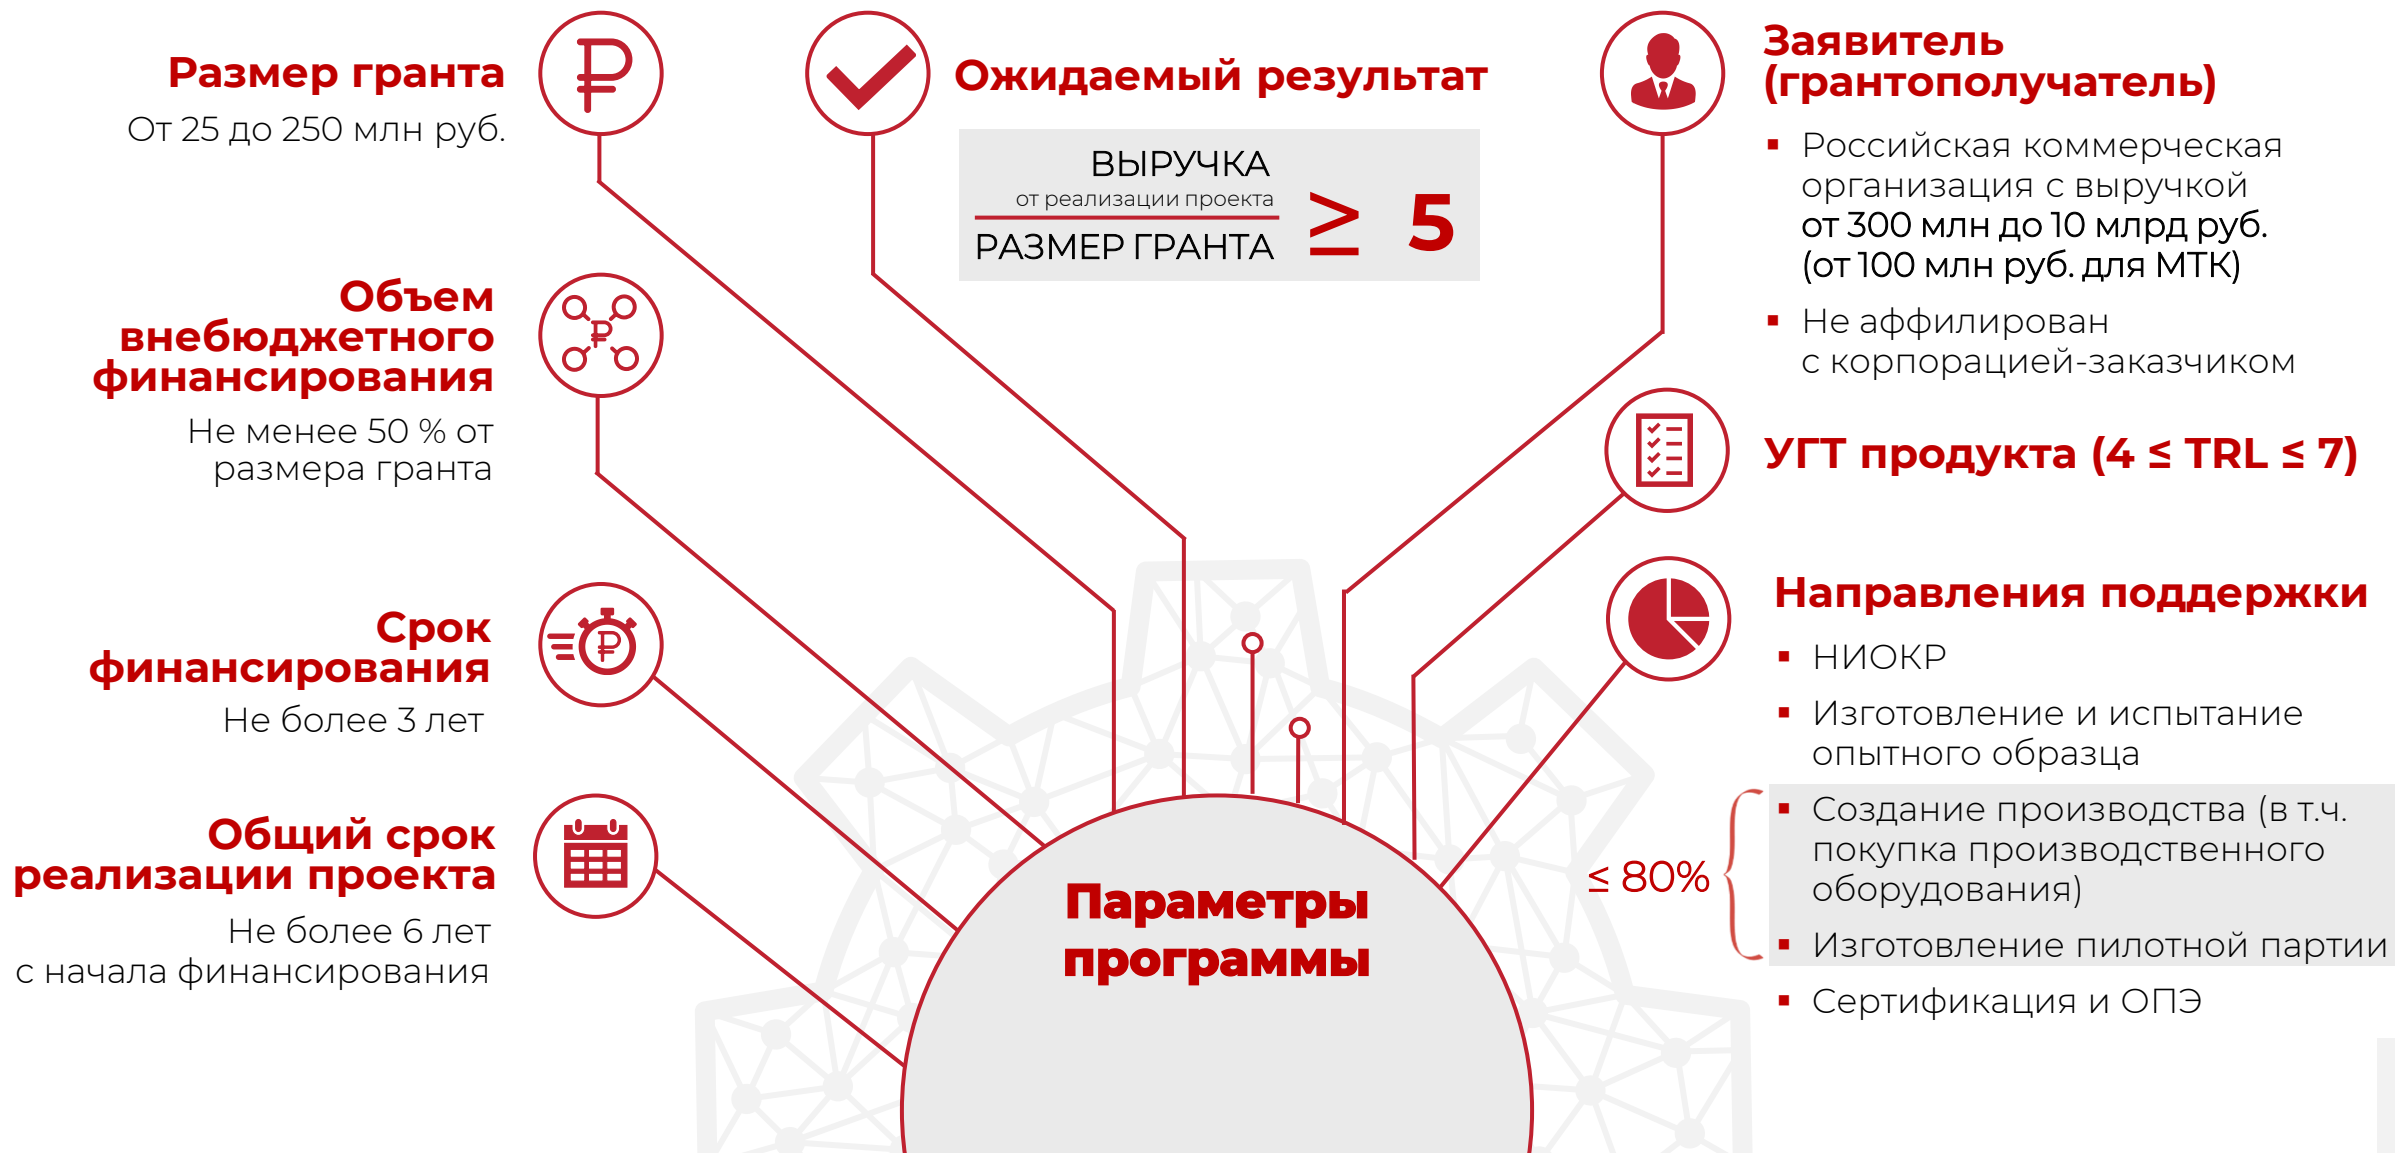 Размер гранта
От 25 до 250 млн руб.
Объем
внебюджетного
финансирования
Не менее 50 % от
размера гранта
Срок
финансирования
Не более 3 лет
Общий срок
реализации проекта
Не более 6 лет
с начала финансирования
Ожидаемый результат
ВЫРУЧКА
от реализации проекта
РАЗМЕР ГРАНТА
≥ 5
Параметры
программы
Заявитель
(грантополучатель)
▪ Российская коммерческая
организация с выручкой
от 300 млн до 10 млрд руб.
(от 100 млн руб. для МТК)
▪ Не аффилирован
с корпорацией-заказчиком
УГТ продукта (4 ≤ TRL ≤ 7)
Направления поддержки
▪ НИОКР
▪ Изготовление и испытание
опытного образца
▪ Создание производства (в т.ч.
покупка производственного
оборудования)
▪ Изготовление пилотной партии
≤ 80%
▪ Сертификация и ОПЭ